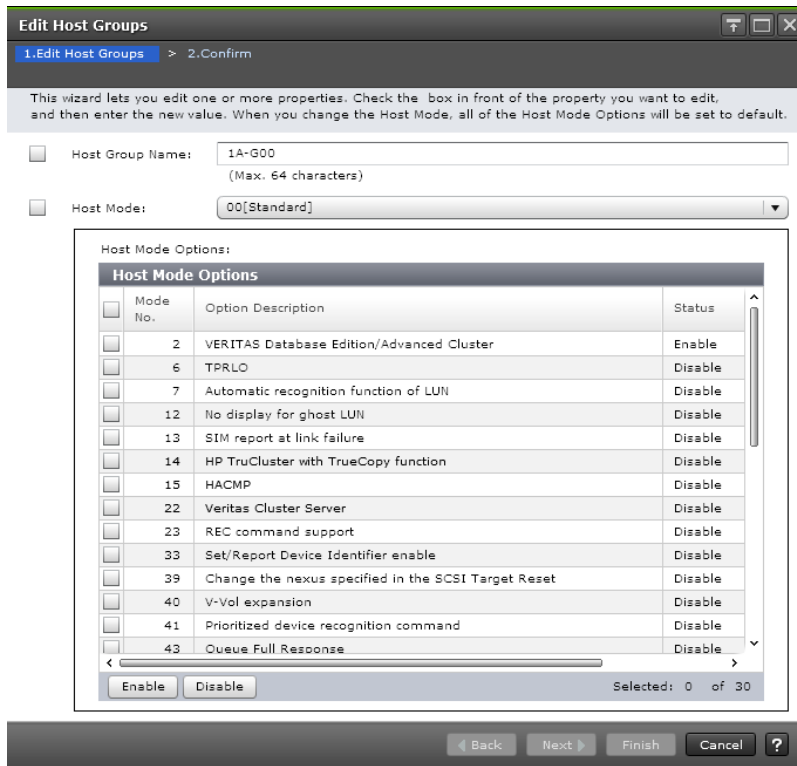 Edit Host Groups
1.Edit Host Groups > 2.Confirm
This wizard lets you edit one or more properties. Check the box in front of the property you want to edit,
and then enter the new value. When you change the Host Mode, all of the Host Mode Options will be set to default.
Host Group Name: 1A-G00
(Max. 64 characters)
Host Mode: 00[Standard]
Host Mode Options:
Host Mode Options
Mode No. Option Description Status
2 VERITAS Database Edition/Advanced Cluster Enable
6 TPRLO Disable
7 Automatic recognition function of LUN Disable
12 No display for ghost LUN Disable
13 SIM report at link failure Disable
14 HP TruCluster with TrueCopy function Disable
15 HACMP Disable
22 Veritas Cluster Server Disable
23 REC command support Disable
33 Set/Report Device Identifier enable Disable
39 Change the nexus specified in the SCSI Target Reset Disable
40 V-Vol expansion Disable
41 Prioritized device recognition command Disable
43 Queue Full Response Disable
Enable Disable Selected: 0 of 30
Back Next Finish Cancel ?